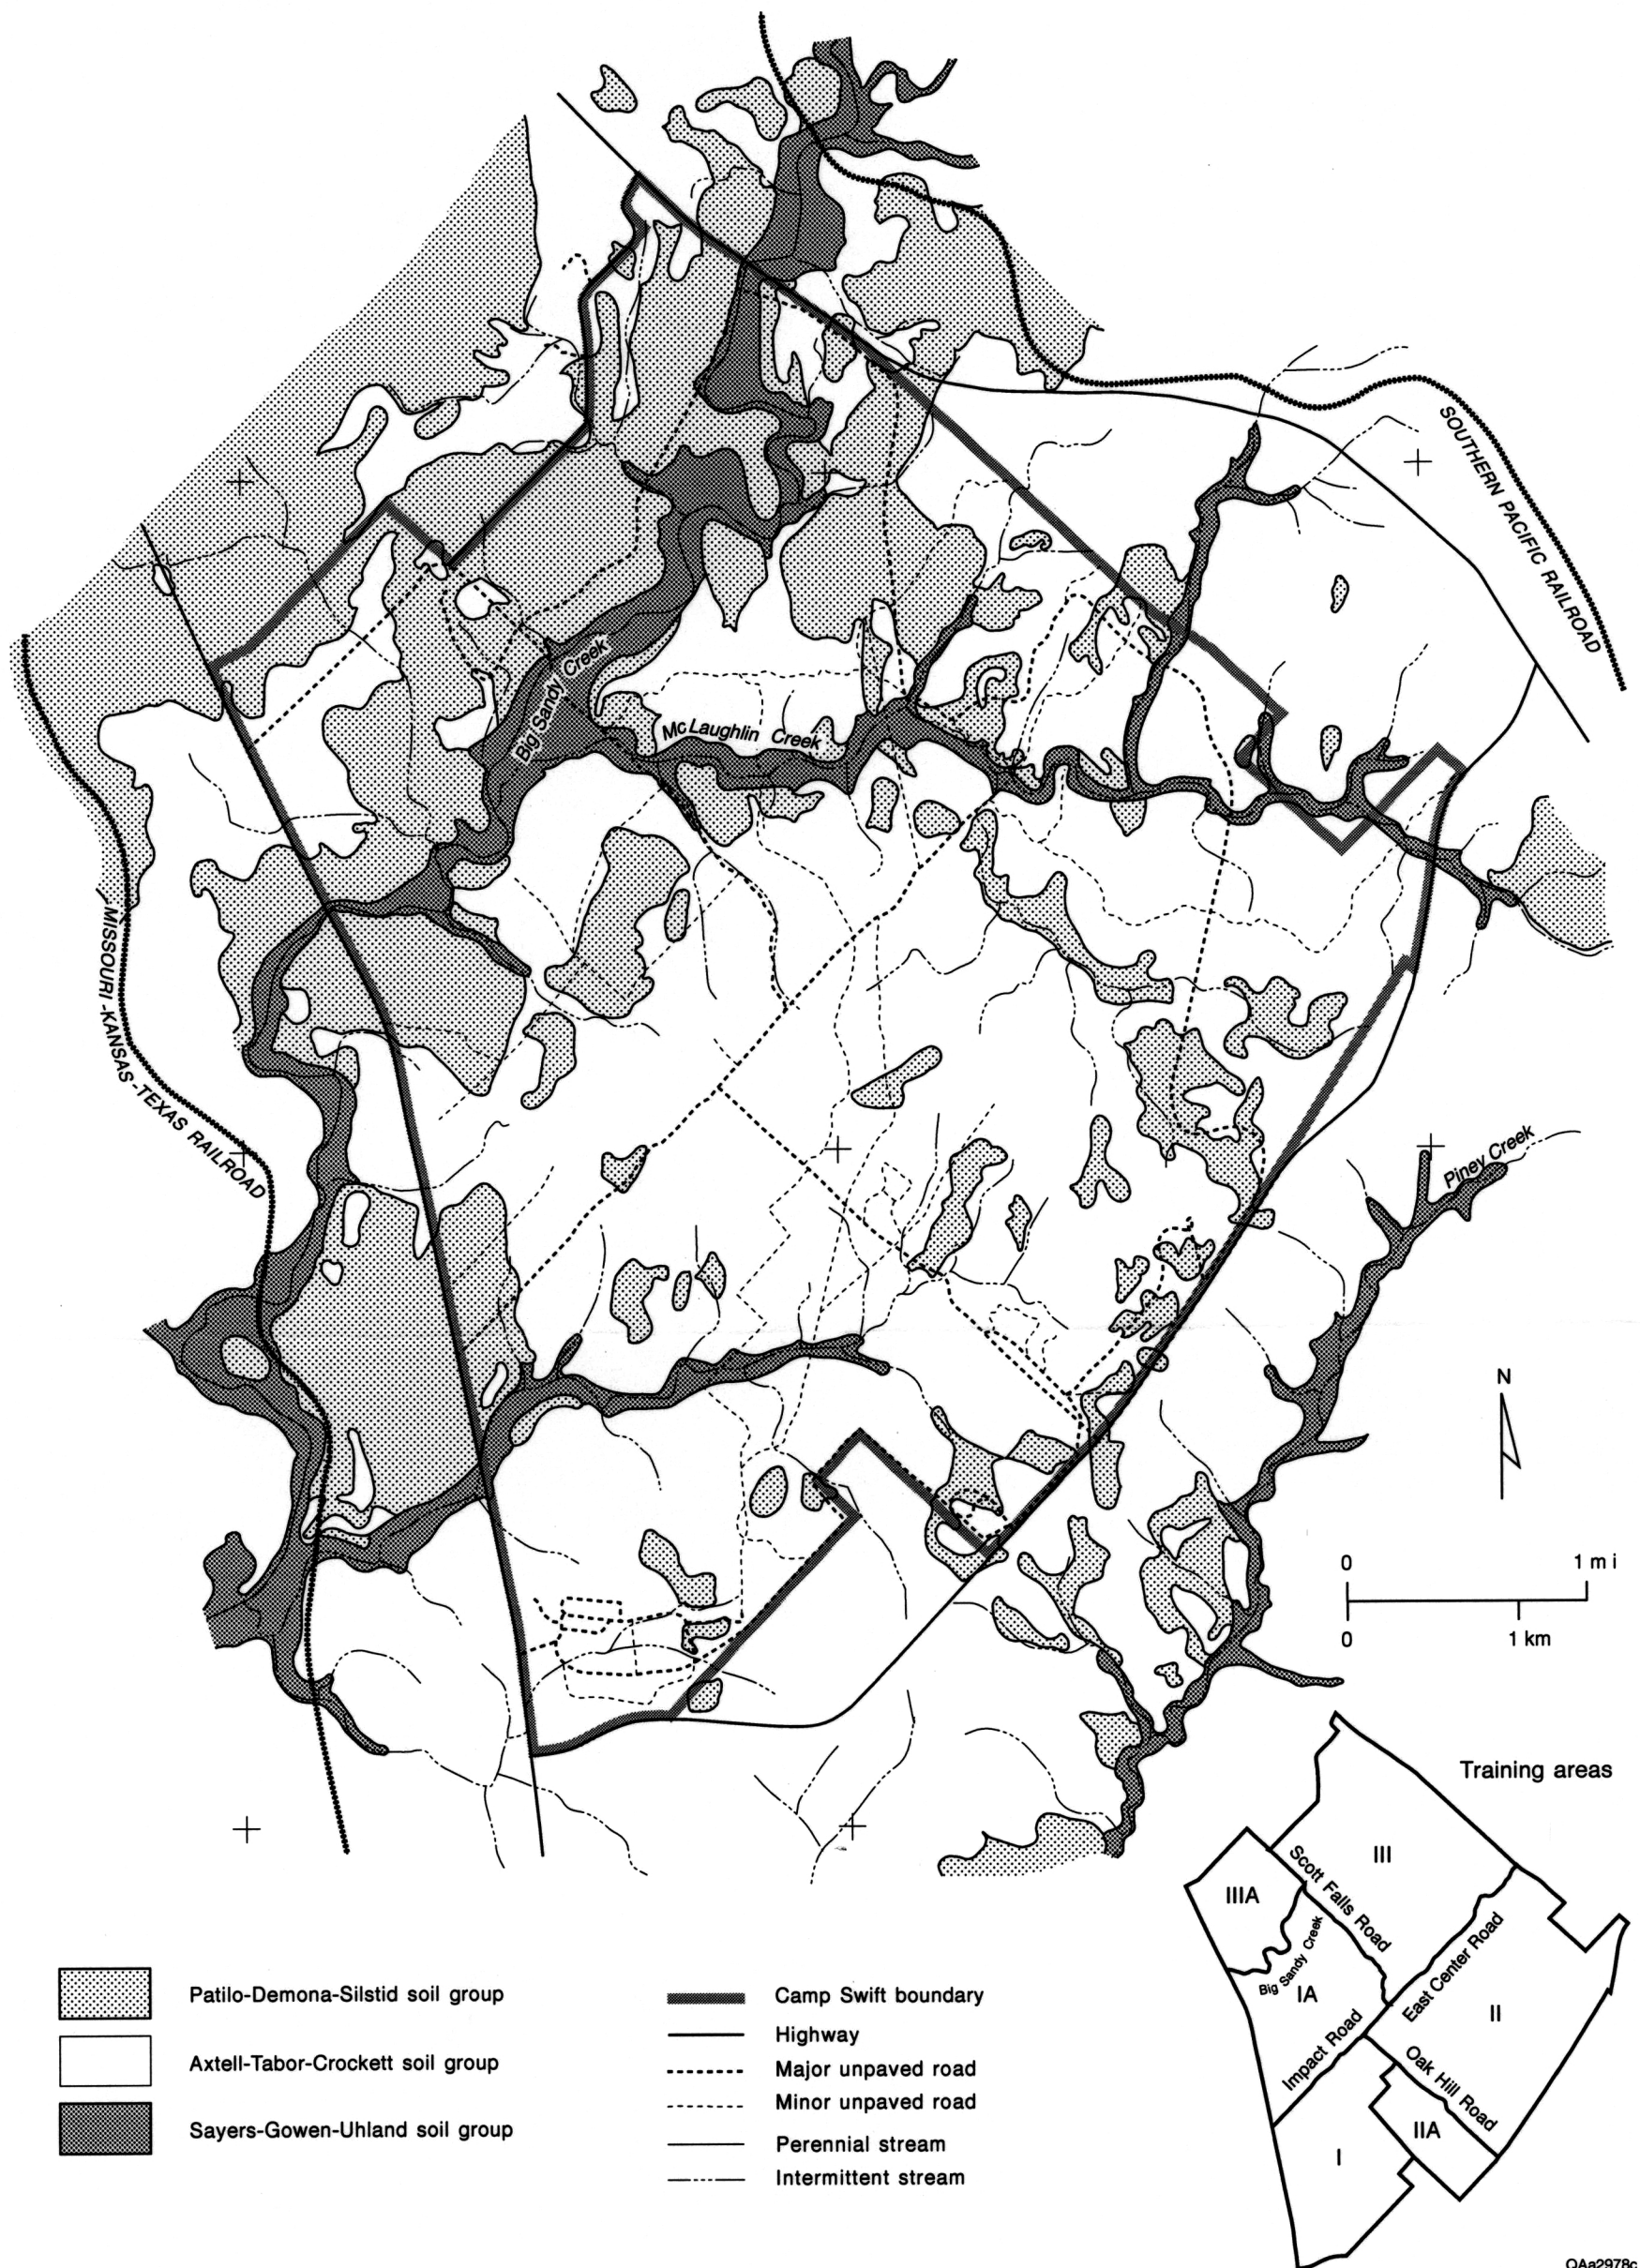 SOUTHERN PACIFIC RAILROAD
Big Sandy Creek
McLaughlin Creek
MISSOURI-KANSAS-TEXAS RAILROAD
Piney Creek
N
0 1 mi
0 1 km
Training areas
III
Scott Falls Road
IIIA
East Center Road
Big Sandy Creek
IA
II
Impact Road
Oak Hill Road
IIA
I
Patilo-Demona-Silstid soil group
Axtell-Tabor-Crockett soil group
Sayers-Gowen-Uhland soil group
Camp Swift boundary
Highway
Major unpaved road
Minor unpaved road
Perennial stream
Intermittent stream
QAa2978c